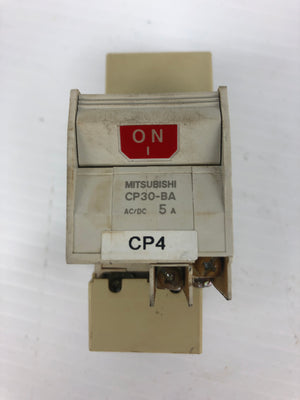 ON
I
MITSUBISHI
CP30-BA
AC/DC 5 A
CP4